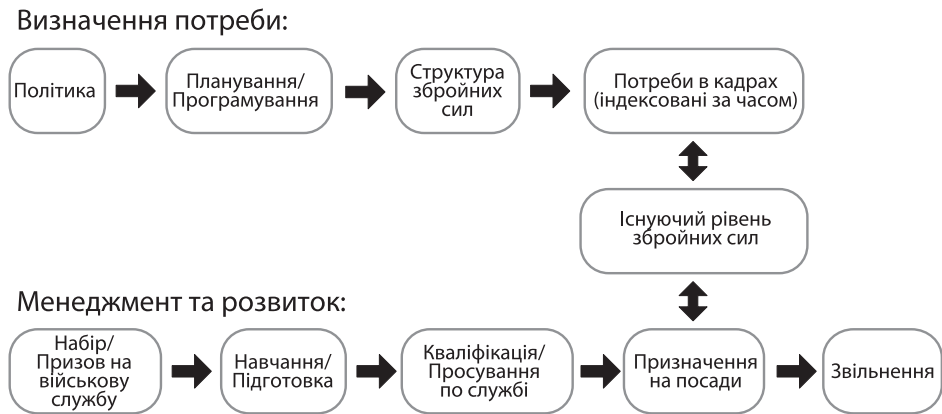 Визначення потреби:
Політика
Планування/
Програмування
Структура
збройних
сил
Потреби в кадрах
(індексовані за часом)
Існуючий рівень
збройних сил
Менеджмент та розвиток:
Набір/
Призов на
військову
службу
Навчання/
Підготовка
Кваліфікація/
Просування
по службі
Призначення
на посади
Звільнення